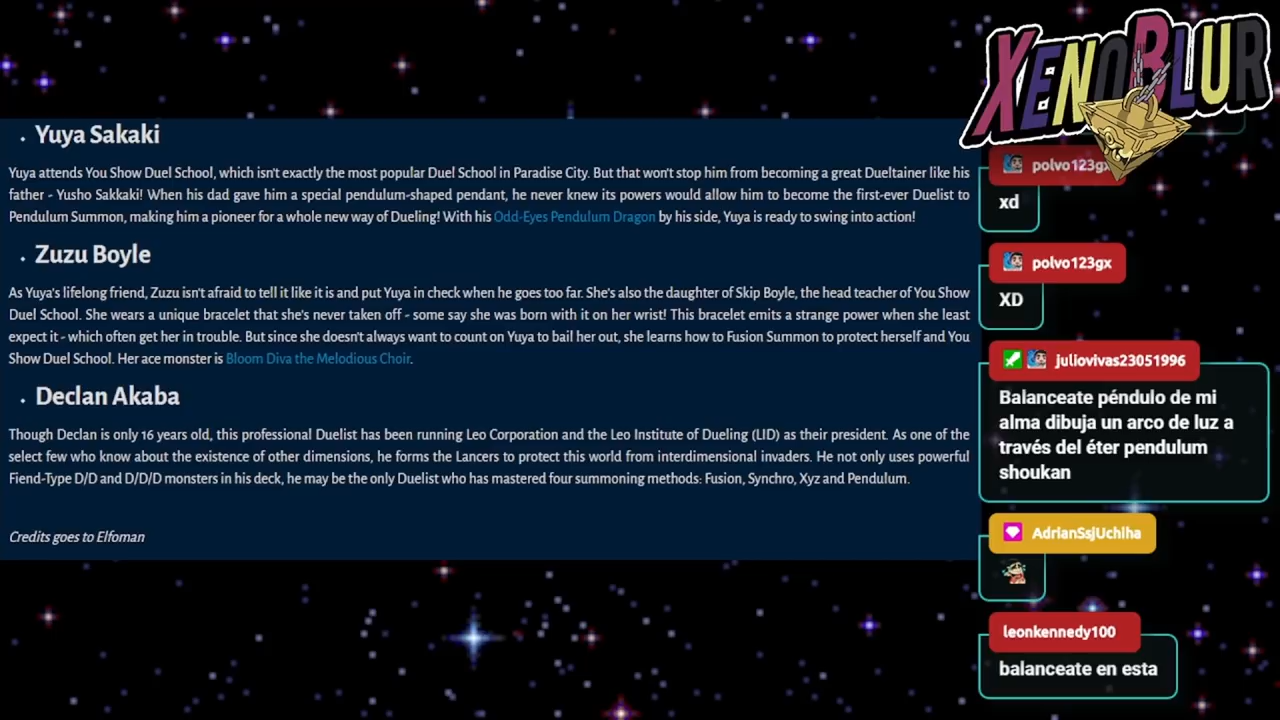 • Yuya Sakaki
Yuya attends You Show Duel School, which isn't exactly the most popular Duel School in Paradise City. But that won't stop him from becoming a great Dueltainer like his
father - Yusho Sakkaki! When his dad gave him a special pendulum-shaped pendant, he never knew its powers would allow him to become the first-ever Duelist to
Pendulum Summon, making him a pioneer for a whole new way of Dueling! With his Odd-Eyes Pendulum Dragon by his side, Yuya is ready to swing into action!
• Zuzu Boyle
As Yuya's lifelong friend, Zuzu isn't afraid to tell it like it is and put Yuya in check when he goes too far. She's also the daughter of Skip Boyle, the head teacher of You Show
Duel School. She wears a unique bracelet that she's never taken off - some say she was born with it on her wrist! This bracelet emits a strange power when she least
expect it - which often get her in trouble. But since she doesn't always want to count on Yuya to bail her out, she learns how to Fusion Summon to protect herself and You
Show Duel School. Her ace monster is Bloom Diva the Melodious Choir.
• Declan Akaba
Though Declan is only 16 years old, this professional Duelist has been running Leo Corporation and the Leo Institute of Dueling (LID) as their president. As one of the
select few who know about the existence of other dimensions, he forms the Lancers to protect this world from interdimensional invaders. He not only uses powerful
Fiend-Type D/D and D/D/D monsters in his deck, he may be the only Duelist who has mastered four summoning methods: Fusion, Synchro, Xyz and Pendulum.
Credits goes to Elfoman
XENOBLUR
polvo123gx
xd
polvo123gx
XD
juliovivas23051996
Balanceate péndulo de mi
alma dibuja un arco de luz a
través del éter pendulum
shoukan
AdrianSsjUchiha
leonkennedy100
balanceate en esta